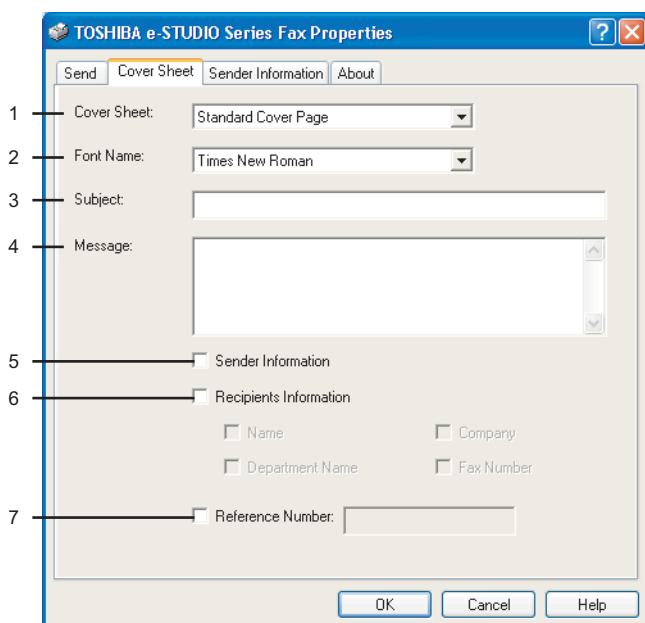 TOSHIBA e-STUDIO Series Fax Properties
Send Cover Sheet Sender Information About
1 Cover Sheet: Standard Cover Page
2 Font Name: Times New Roman
3 Subject:
4 Message:
5 Sender Information
6 Recipients Information
Name Company
Department Name Fax Number
7 Reference Number:
OK Cancel Help